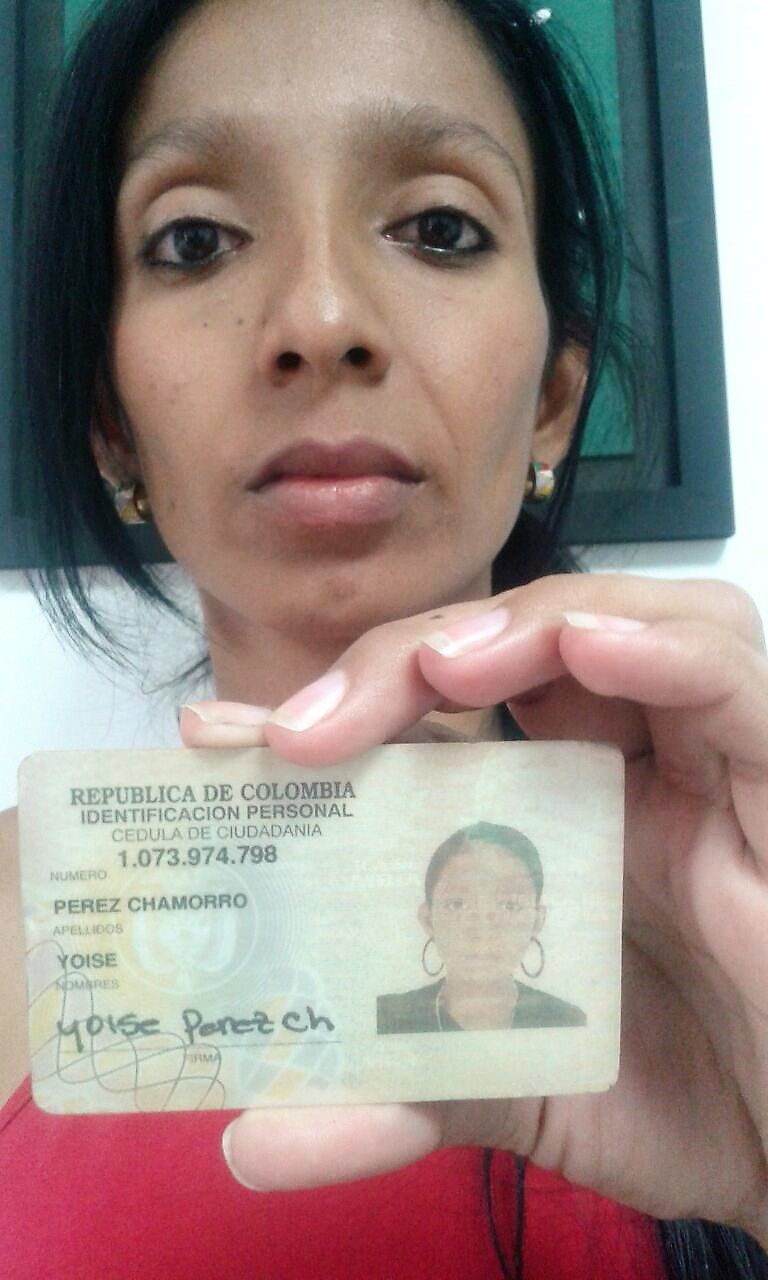 REPUBLICA DE COLOMBIA
IDENTIFICACION PERSONAL
CEDULA DE CIUDADANIA
1.073.974.798
NUMERO
PEREZ CHAMORRO
APELLIDOS
YOISE
NOMBRES
yoise Perez ch
FIRMA